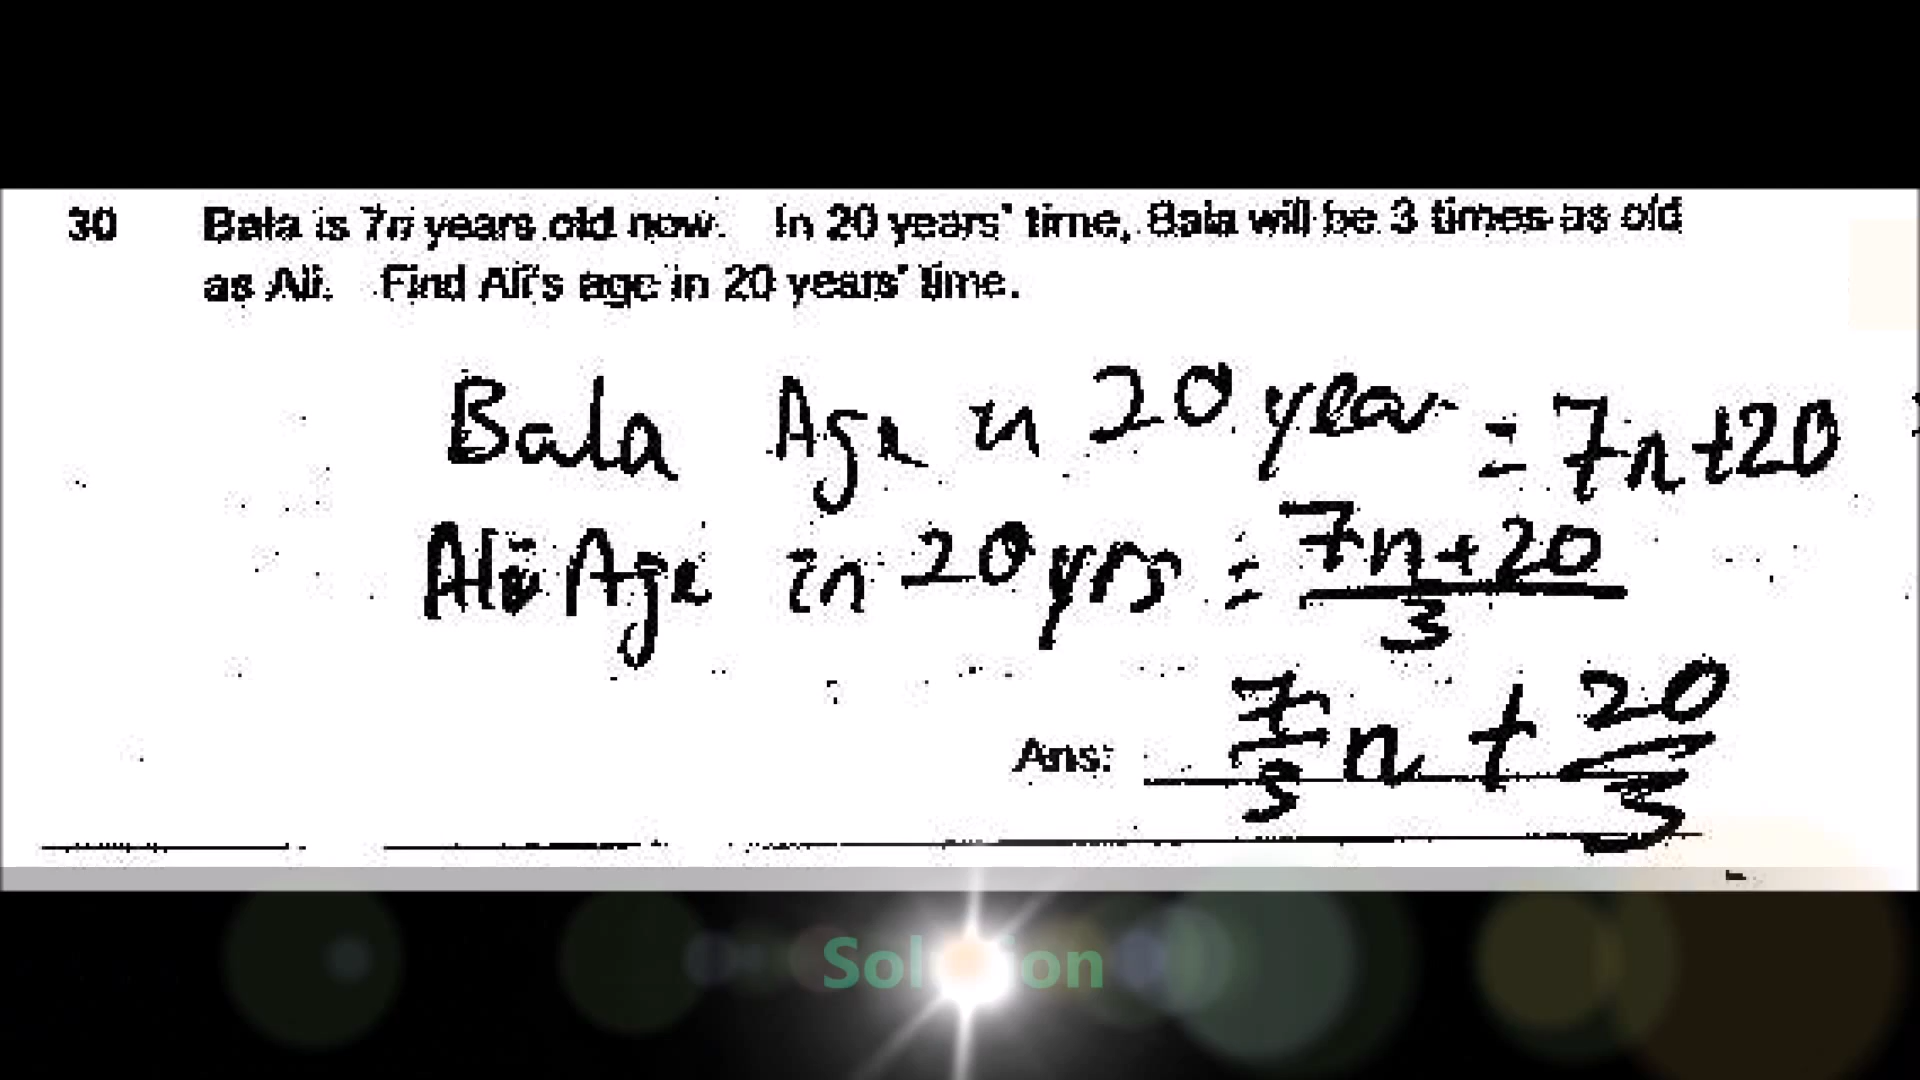 30 Bala is 7n years old now. In 20 years' time, Bala will be 3 times as old
as Ali. Find Ali's age in 20 years' time.
Bala Age in 20 year = 7n+20
Ali Age in 20 yrs = 7n+20/3
Ans: 7/3 n + 20/3
Solution